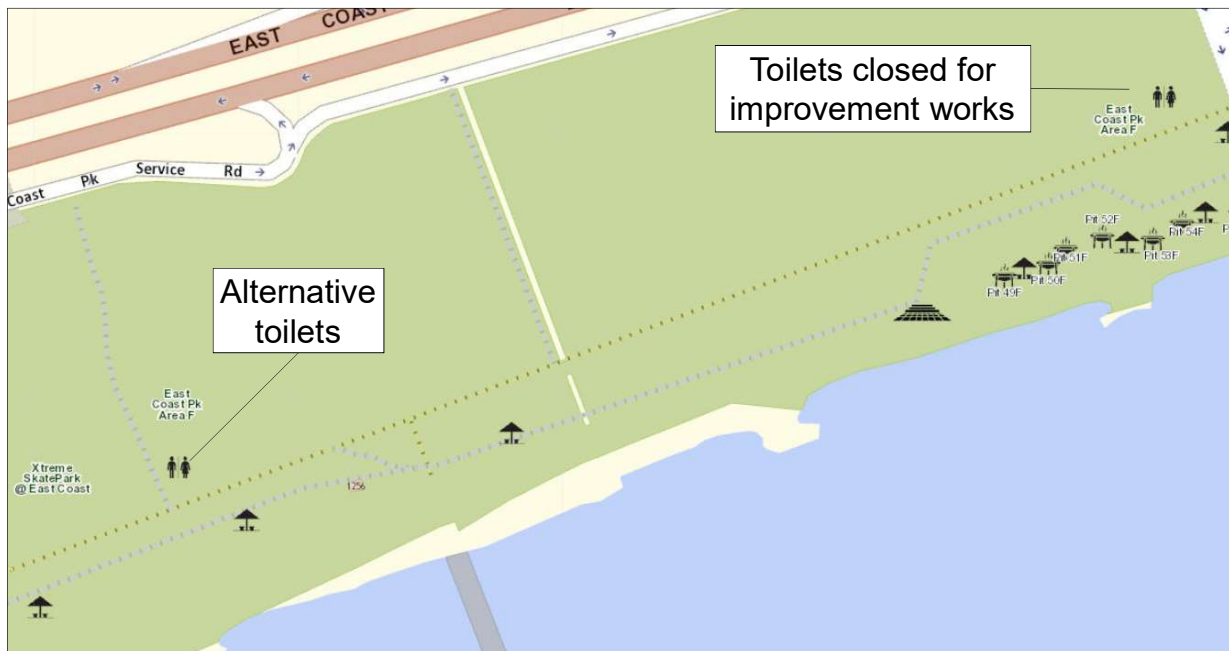 EAST COAST
Toilets closed for
improvement works
East
Coast Pk
Area F
Coast Pk Service Rd
Pit 52F
Pit 54F
Pit 51F
Pit 53F
Pit 50F
Pit 49F
Alternative
toilets
East
Coast Pk
Area F
Xtreme
SkatePark
@ East Coast
1256